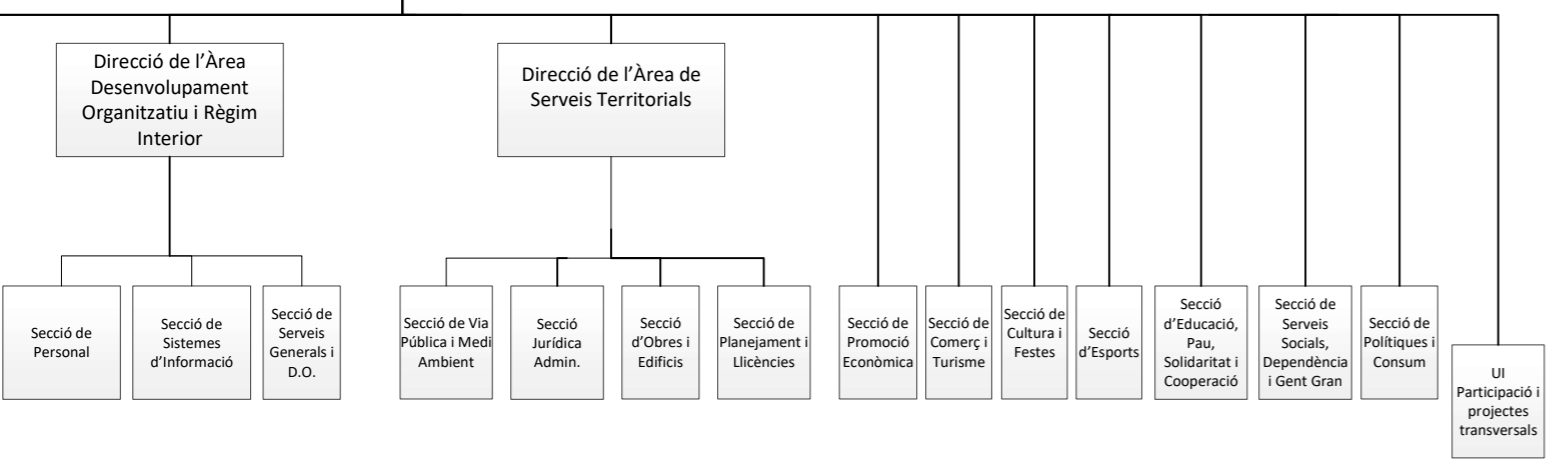 Direcció de l'Àrea
Desenvolupament
Organitzatiu i Règim
Interior
Direcció de l'Àrea de
Serveis Territorials
Secció de
Personal
Secció de
Sistemes
d'Informació
Secció de
Serveis
Generals i
D.O.
Secció de Via
Pública i Medi
Ambient
Secció
Jurídica
Admin.
Secció
d'Obres i
Edificis
Secció de
Planejament i
Llicències
Secció de
Promoció
Econòmica
Secció de
Comerç i
Turisme
Secció de
Cultura i
Festes
Secció
d'Esports
Secció
d'Educació,
Pau,
Solidaritat i
Cooperació
Secció de
Serveis
Socials,
Dependència
i Gent Gran
Secció de
Polítiques i
Consum
UI
Participació i
projectes
transversals